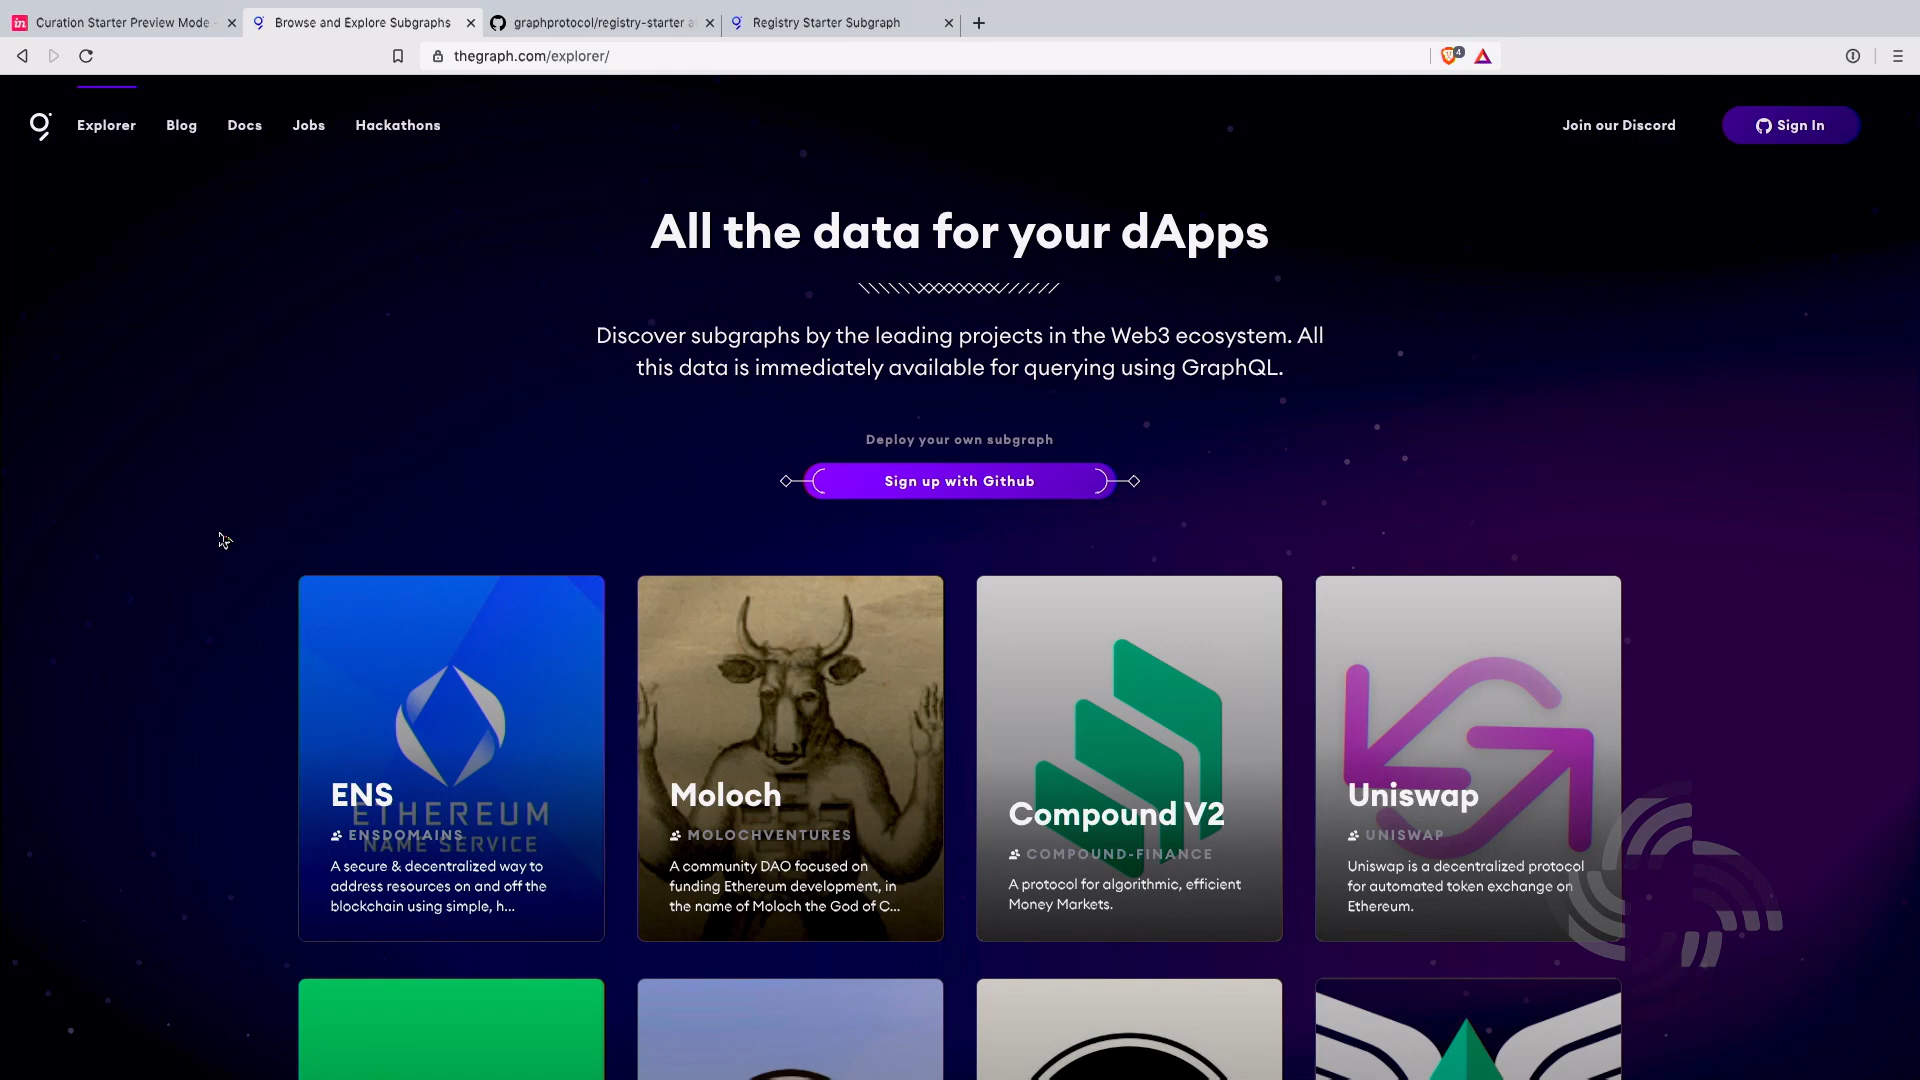 Curation Starter Preview Mode -
Browse and Explore Subgraphs
graphprotocol/registry-starter a
Registry Starter Subgraph
thegraph.com/explorer/
4
Explorer
Blog
Docs
Jobs
Hackathons
Join our Discord
Sign In
All the data for your dApps
Discover subgraphs by the leading projects in the Web3 ecosystem. All
this data is immediately available for querying using GraphQL.
Deploy your own subgraph
Sign up with Github
ENS
ETHEREUM
ENSDOMAINS
NAME SERVICE
A secure & decentralized way to
address resources on and off the
blockchain using simple, h...
Moloch
MOLOCHVENTURES
A community DAO focused on
funding Ethereum development, in
the name of Moloch the God of C...
Compound V2
COMPOUND-FINANCE
A protocol for algorithmic, efficient
Money Markets.
Uniswap
UNISWAP
Uniswap is a decentralized protocol
for automated token exchange on
Ethereum.